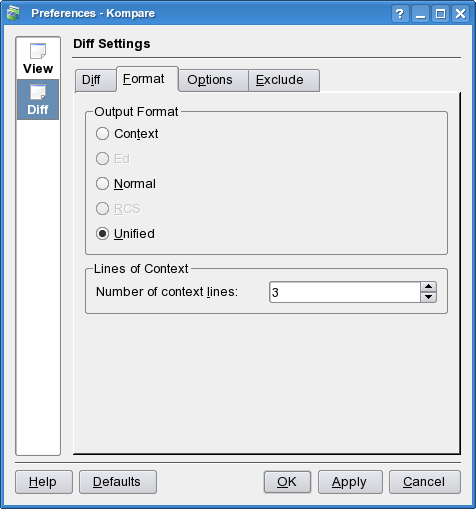 Preferences - Kompare
View
Diff
Diff Settings
Diff Format Options Exclude
Output Format
Context
Ed
Normal
RCS
Unified
Lines of Context
Number of context lines: 3
Help Defaults OK Apply Cancel